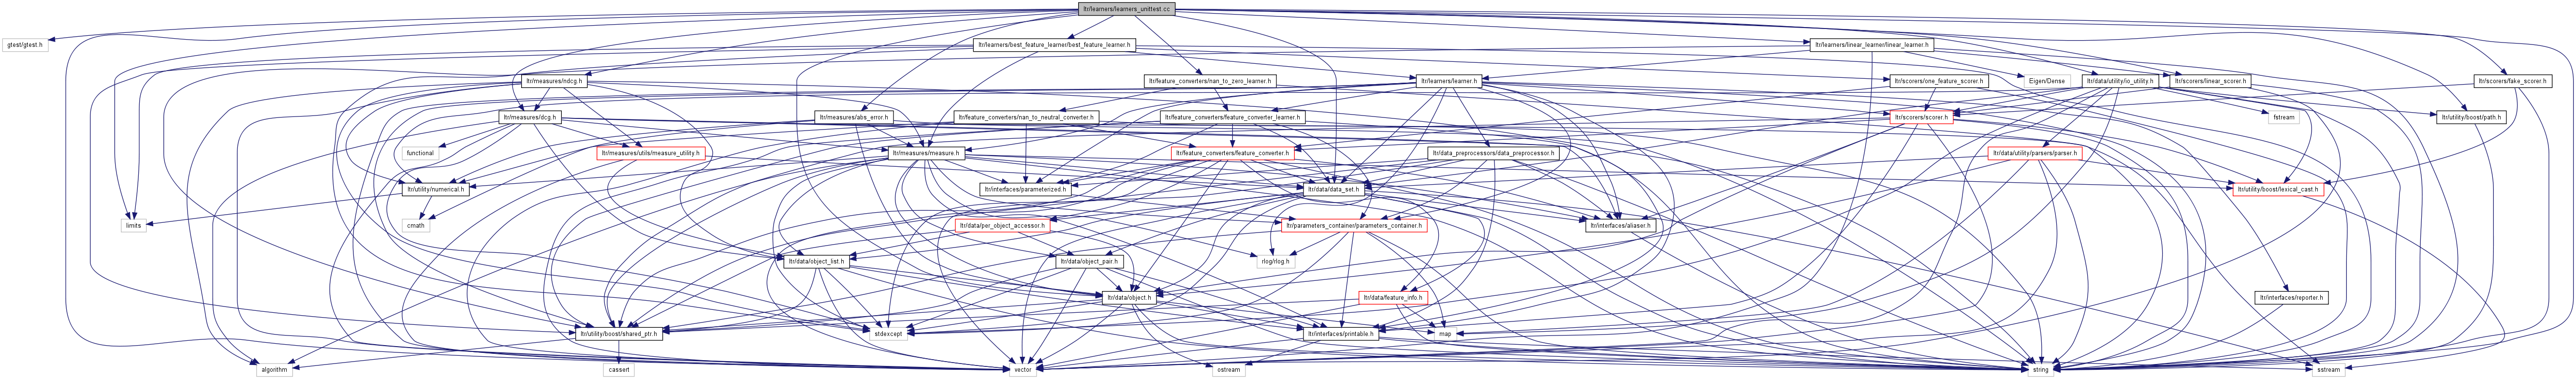 ltr/learners/learners_unittest.cc
gtest/gtest.h
ltr/learners/best_feature_learner/best_feature_learner.h
ltr/learners/linear_learner/linear_learner.h
ltr/measures/ndcg.h
ltr/feature_converters/nan_to_zero_learner.h
ltr/learners/learner.h
ltr/scorers/one_feature_scorer.h
Eigen/Dense
ltr/data/utility/io_utility.h
ltr/scorers/linear_scorer.h
ltr/scorers/fake_scorer.h
ltr/measures/dcg.h
ltr/measures/abs_error.h
ltr/feature_converters/nan_to_neutral_converter.h
ltr/feature_converters/feature_converter_learner.h
ltr/scorers/scorer.h
fstream
ltr/utility/boost/path.h
functional
ltr/measures/utils/measure_utility.h
ltr/measures/measure.h
ltr/feature_converters/feature_converter.h
ltr/data_preprocessors/data_preprocessor.h
ltr/data/utility/parsers/parser.h
ltr/utility/numerical.h
ltr/interfaces/parameterized.h
ltr/data/data_set.h
ltr/utility/boost/lexical_cast.h
limits
cmath
ltr/data/per_object_accessor.h
ltr/parameters_container/parameters_container.h
ltr/interfaces/aliaser.h
ltr/data/object_list.h
ltr/data/object_pair.h
rlog/rlog.h
ltr/data/object.h
ltr/data/feature_info.h
ltr/interfaces/reporter.h
ltr/utility/boost/shared_ptr.h
stdexcept
ltr/interfaces/printable.h
map
algorithm
cassert
vector
ostream
string
sstream